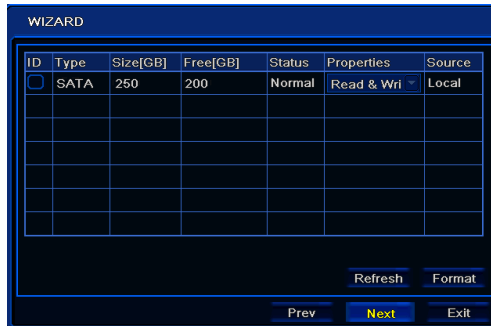 WIZARD
ID Type Size[GB] Free[GB] Status Properties Source
SATA 250 200 Normal Read & Wri Local
Refresh Format
Prev Next Exit